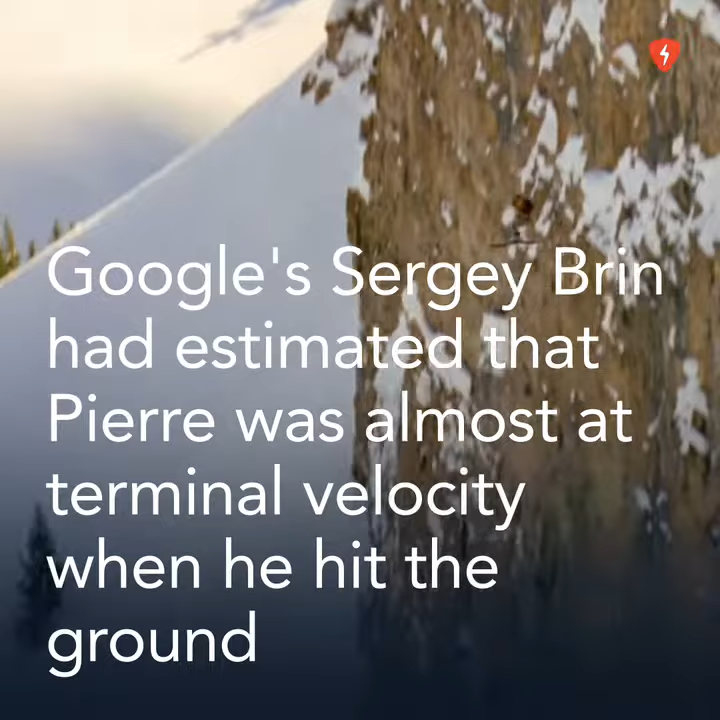 Google's Sergey Brin
had estimated that
Pierre was almost at
terminal velocity
when he hit the
ground